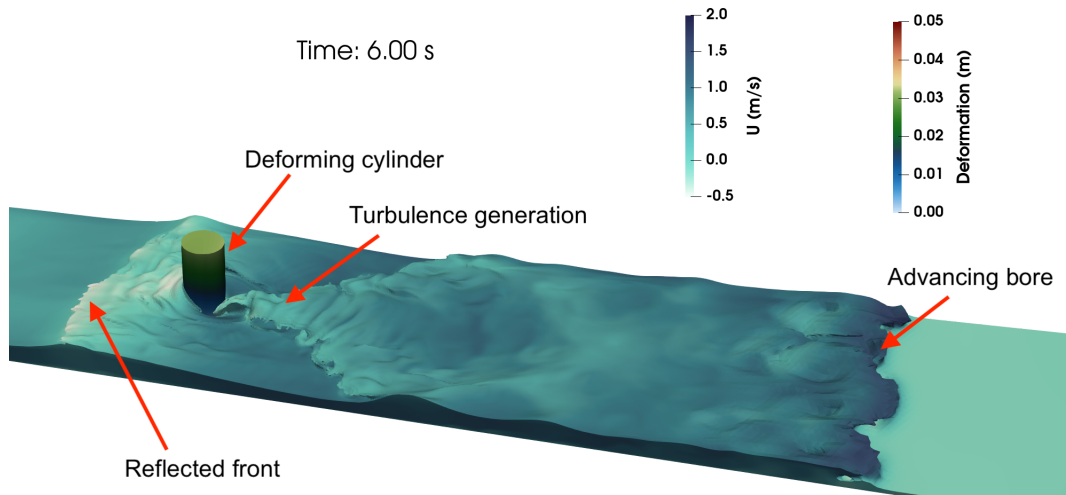 Time: 6.00 s
2.0
1.5
1.0
0.5
0.0
-0.5
U (m/s)
0.05
0.04
0.03
0.02
0.01
0.00
Deformation (m)
Deforming cylinder
Turbulence generation
Advancing bore
Reflected front